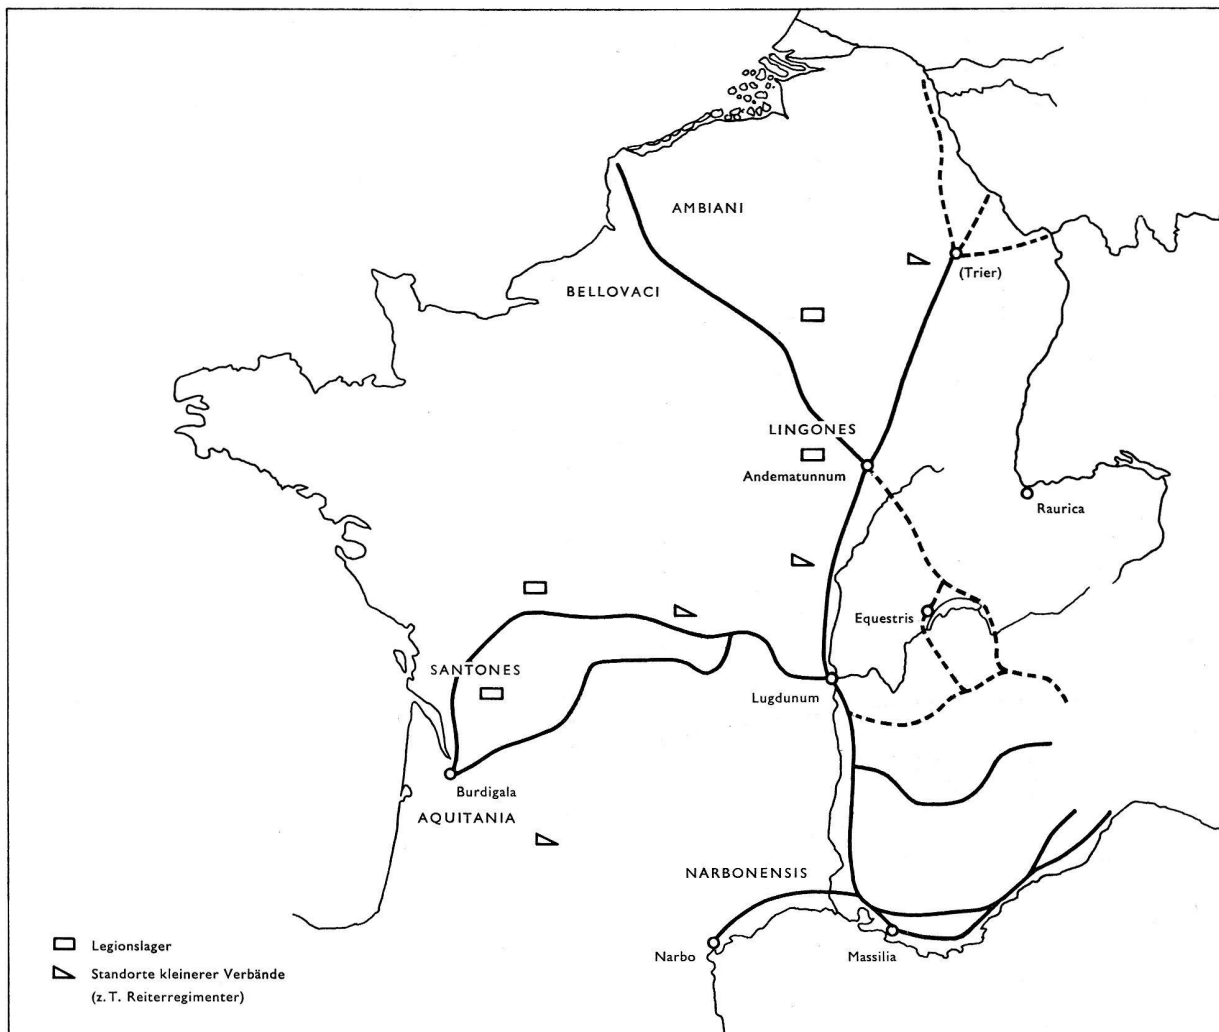 AMBIANI
(Trier)
BELLOVACI
LINGONES
Andematunnum
Raurica
Equestris
SANTONES
Lugdunum
Burdigala
AQUITANIA
NARBONENSIS
Narbo
Massilia
Legionslager
Standorte kleinerer Verbände
(z. T. Reiterregimenter)